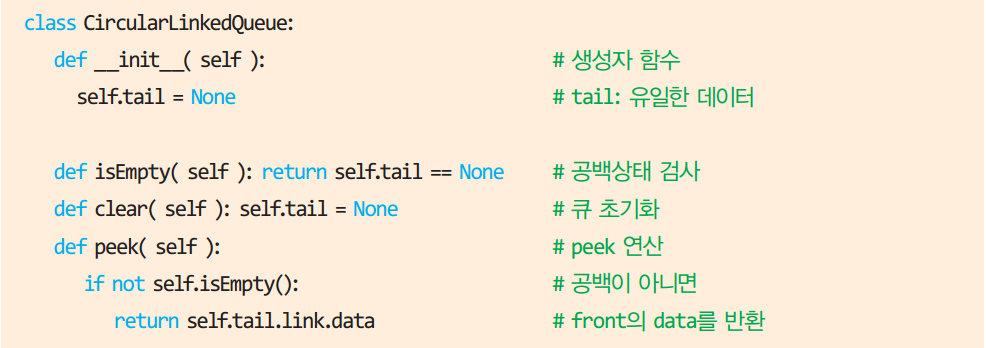 class CircularLinkedQueue:
def __init__( self ): # 생성자 함수
self.tail = None # tail: 유일한 데이터
def isEmpty( self ): return self.tail == None # 공백상태 검사
def clear( self ): self.tail = None # 큐 초기화
def peek( self ): # peek 연산
if not self.isEmpty(): # 공백이 아니면
return self.tail.link.data # front의 data를 반환